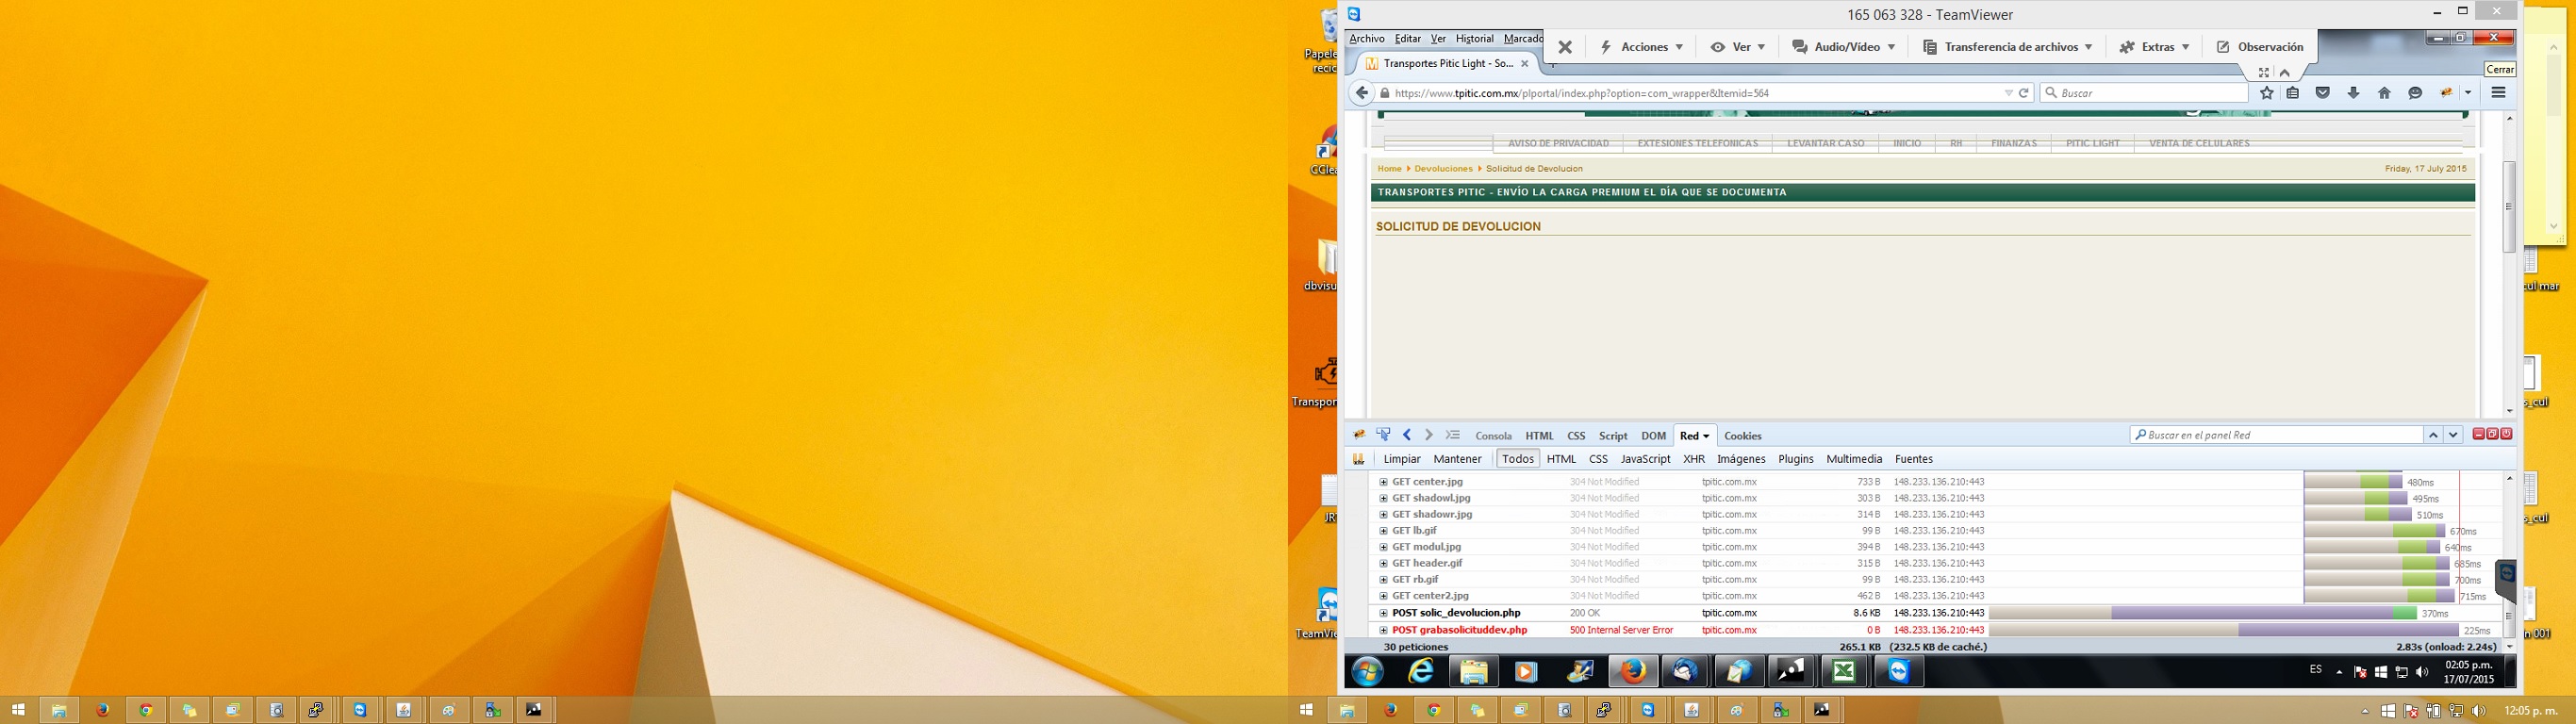 165 063 328 - TeamViewer
Archivo Editar Ver Historial Marcado
Acciones Ver Audio/Vídeo Transferencia de archivos Extras Observación
Transportes Pitic Light - So...
Cerrar
https://www.tpitic.com.mx/plportal/index.php?option=com_wrapper&Itemid=564
Buscar
AVISO DE PRIVACIDAD EXTESIONES TELEFONICAS LEVANTAR CASO INICIO RH FINANZAS PITIC LIGHT VENTA DE CELULARES
Home Devoluciones Solicitud de Devolucion
Friday, 17 July 2015
TRANSPORTES PITIC - ENVÍO LA CARGA PREMIUM EL DÍA QUE SE DOCUMENTA
SOLICITUD DE DEVOLUCION
Consola HTML CSS Script DOM Red Cookies
Buscar en el panel Red
Limpiar Mantener Todos HTML CSS JavaScript XHR Imágenes Plugins Multimedia Fuentes
GET center.jpg 304 Not Modified tpitic.com.mx 733 B 148.233.136.210:443 480ms
GET shadowl.jpg 304 Not Modified tpitic.com.mx 303 B 148.233.136.210:443 495ms
GET shadowr.jpg 304 Not Modified tpitic.com.mx 314 B 148.233.136.210:443 510ms
GET lb.gif 304 Not Modified tpitic.com.mx 99 B 148.233.136.210:443 670ms
GET modul.jpg 304 Not Modified tpitic.com.mx 394 B 148.233.136.210:443 640ms
GET header.gif 304 Not Modified tpitic.com.mx 315 B 148.233.136.210:443 685ms
GET rb.gif 304 Not Modified tpitic.com.mx 99 B 148.233.136.210:443 700ms
GET center2.jpg 304 Not Modified tpitic.com.mx 462 B 148.233.136.210:443 715ms
POST solic_devolucion.php 200 OK tpitic.com.mx 8.6 KB 148.233.136.210:443 370ms
POST grabasolicituddev.php 500 Internal Server Error tpitic.com.mx 0 B 148.233.136.210:443 225ms
30 peticiones 265.1 KB (232.5 KB de caché.) 2.83s (onload: 2.24s)
ES
02:05 p.m.
17/07/2015
Papele
recic
CClea
dbvisu
Transpor
JR
TeamVie
cul mar
s_cul
s_cul
n 001
12:05 p. m.